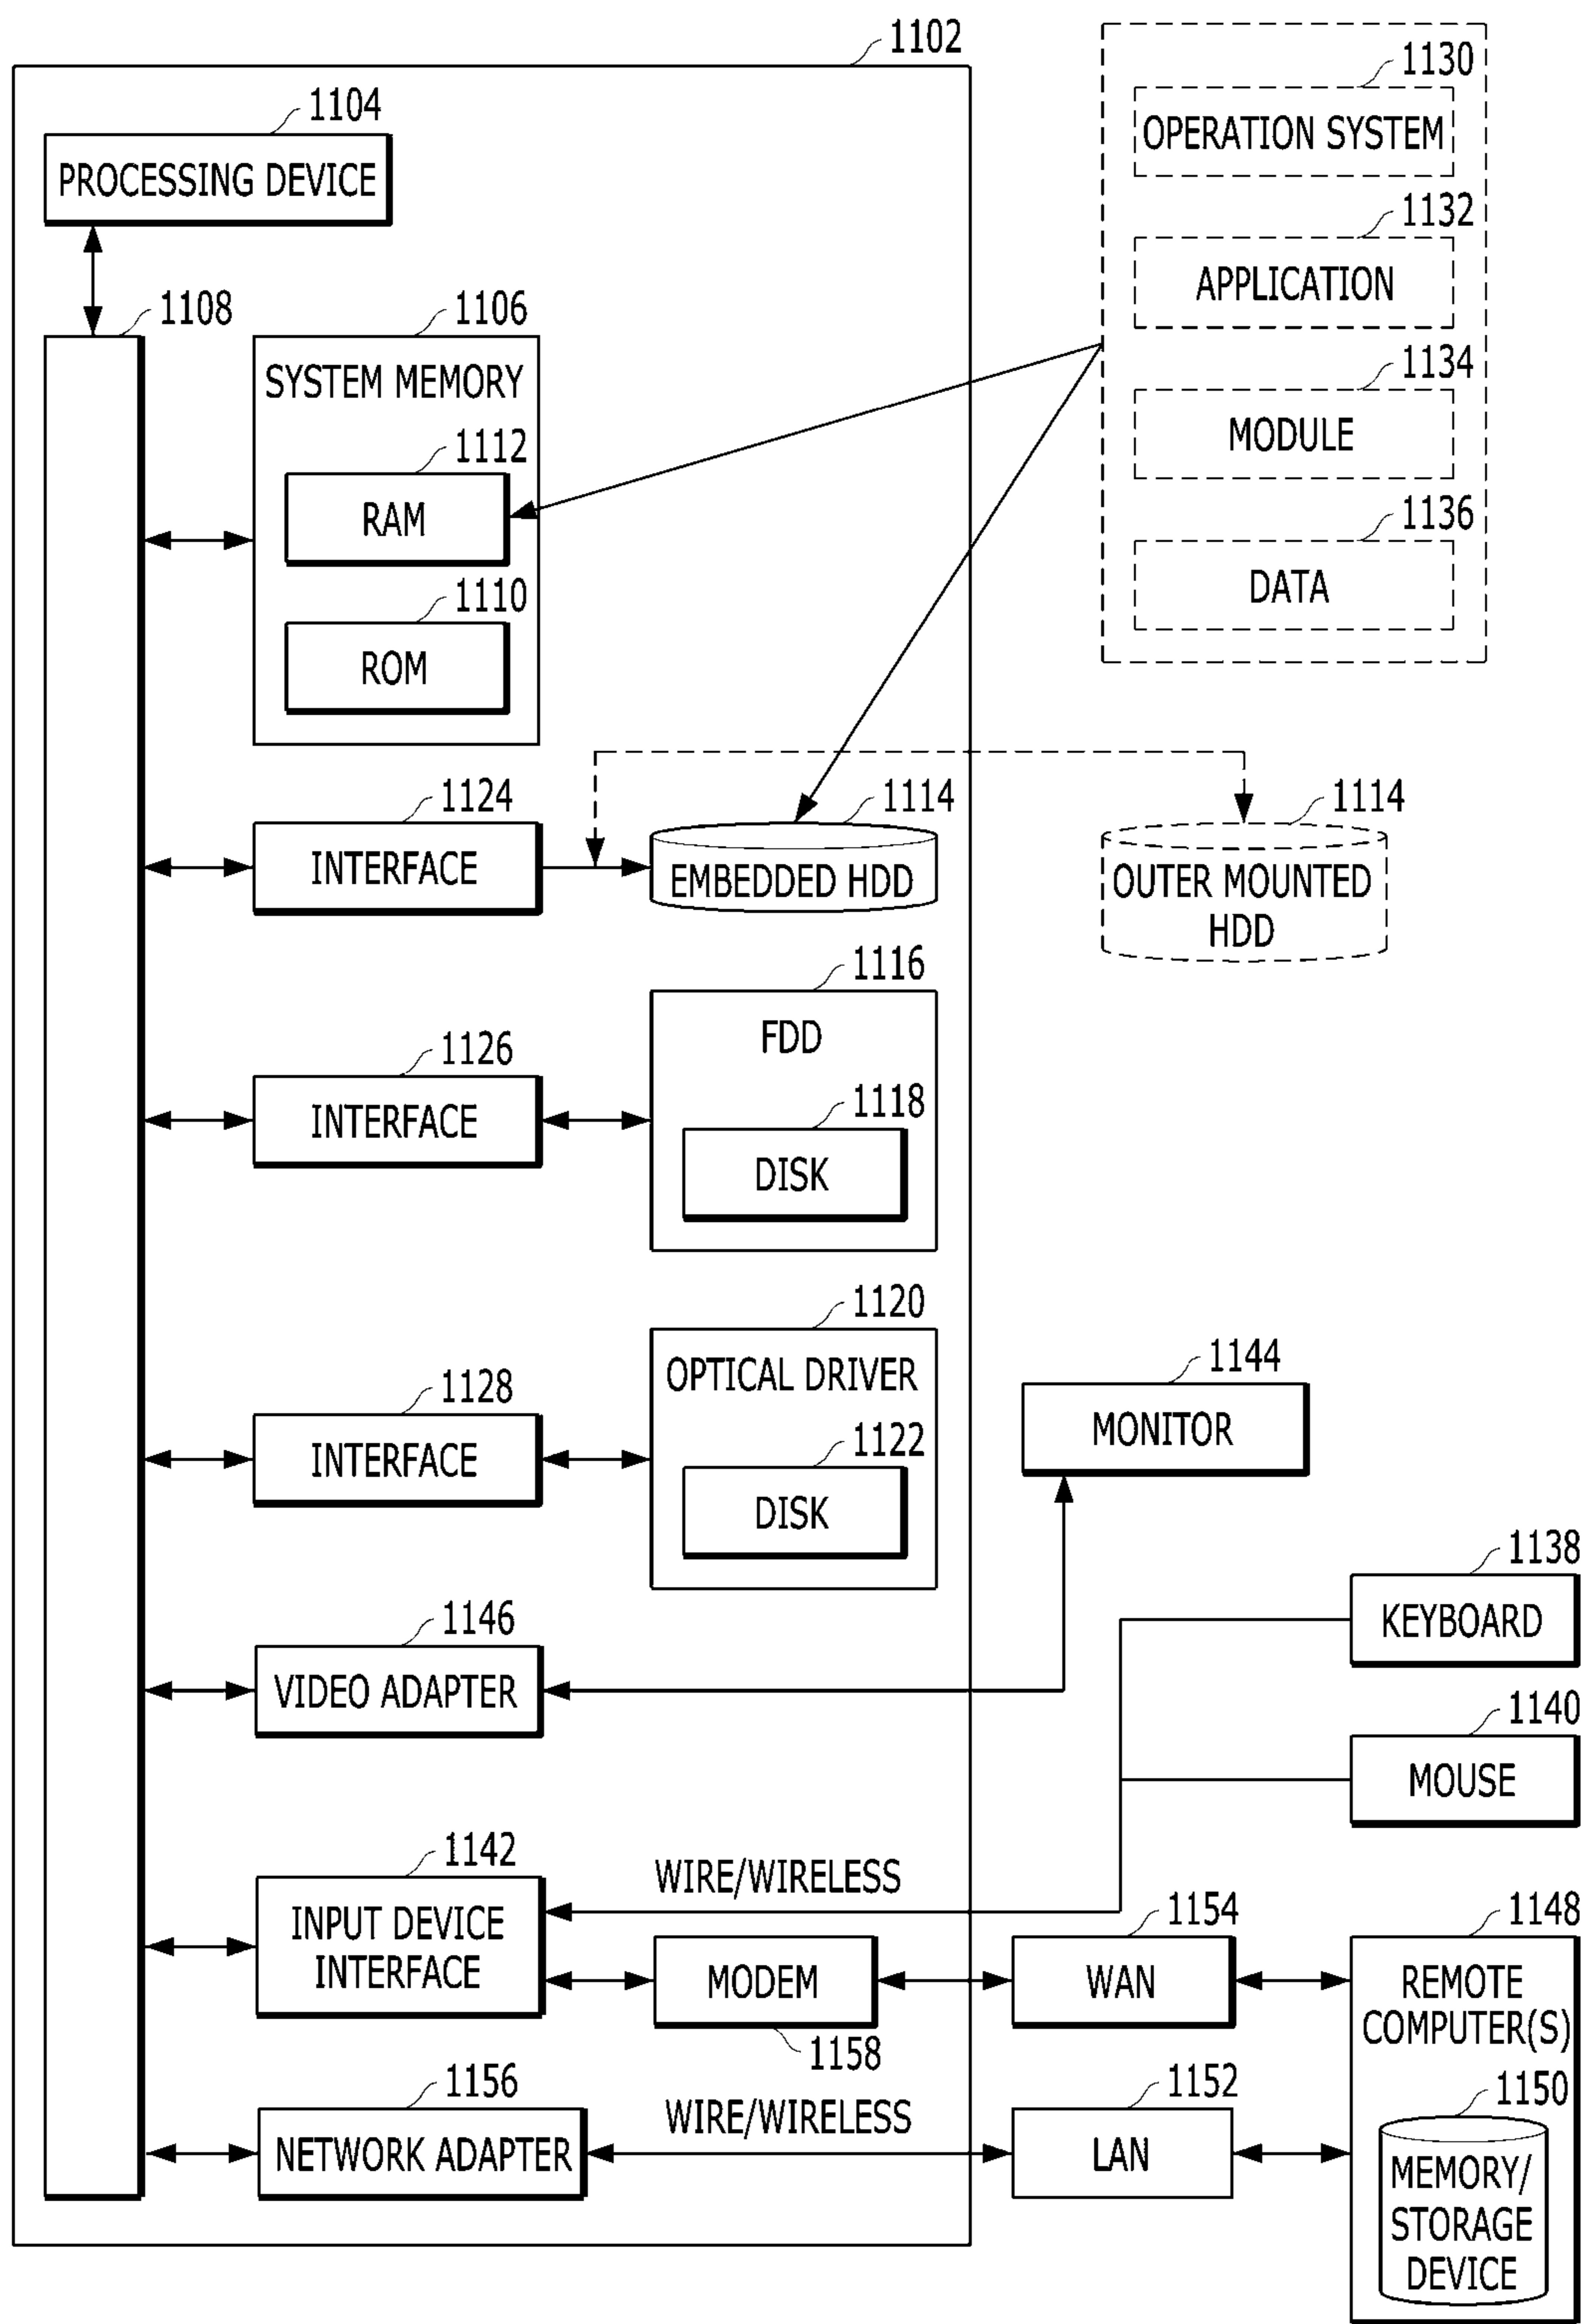 1102
1104
PROCESSING DEVICE
1108
1106
SYSTEM MEMORY
1112
RAM
1110
ROM
1130
OPERATION SYSTEM
1132
APPLICATION
1134
MODULE
1136
DATA
1124
INTERFACE
1114
EMBEDDED HDD
1114
OUTER MOUNTED
HDD
1126
INTERFACE
1116
FDD
1118
DISK
1128
INTERFACE
1120
OPTICAL DRIVER
1122
DISK
1144
MONITOR
1146
VIDEO ADAPTER
1138
KEYBOARD
1140
MOUSE
1142
INPUT DEVICE
INTERFACE
WIRE/WIRELESS
MODEM
1158
1154
WAN
1148
REMOTE
COMPUTER(S)
1156
NETWORK ADAPTER
WIRE/WIRELESS
1152
LAN
1150
MEMORY/
STORAGE
DEVICE